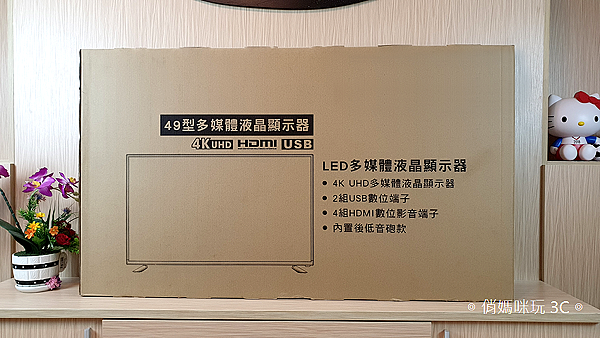 49型多媒體液晶顯示器
4K UHD HDMI USB
LED多媒體液晶顯示器
• 4K UHD多媒體液晶顯示器
• 2組USB數位端子
• 4組HDMI數位影音端子
• 內置後低音砲款
俏媽咪玩 3C